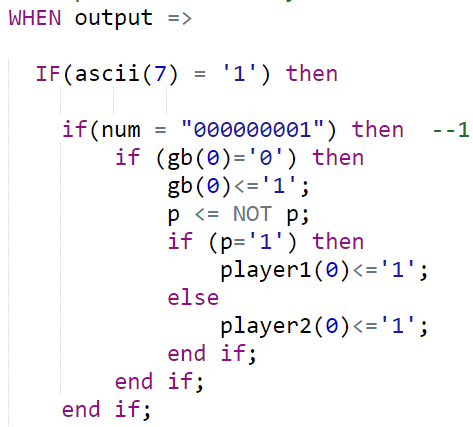 WHEN output =>
IF(ascii(7) = '1') then
if(num = "000000001") then --1
if (gb(0)='0') then
gb(0)<='1';
p <= NOT p;
if (p='1') then
player1(0)<='1';
else
player2(0)<='1';
end if;
end if;
end if;